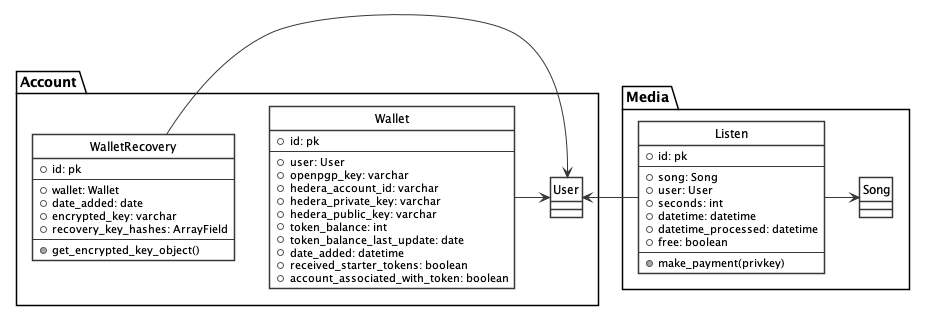 Account
WalletRecovery
id: pk
wallet: Wallet
date_added: date
encrypted_key: varchar
recovery_key_hashes: ArrayField
get_encrypted_key_object()
Wallet
id: pk
user: User
openpgp_key: varchar
hedera_account_id: varchar
hedera_private_key: varchar
hedera_public_key: varchar
token_balance: int
token_balance_last_update: date
date_added: datetime
received_starter_tokens: boolean
account_associated_with_token: boolean
User
Media
Listen
id: pk
song: Song
user: User
seconds: int
datetime: datetime
datetime_processed: datetime
free: boolean
make_payment(privkey)
Song